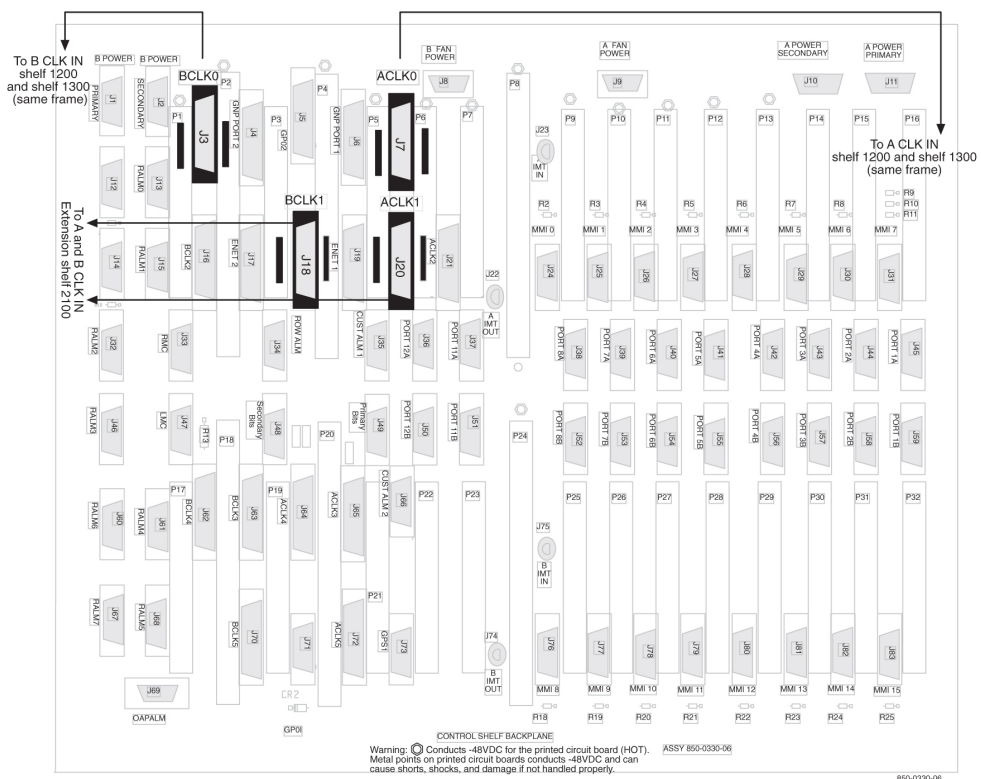 To B CLK IN
shelf 1200
and shelf 1300
(same frame)
B POWER
B POWER
B FAN
POWER
A FAN
POWER
A POWER
SECONDARY
A POWER
PRIMARY
PRIMARY
J1
SECONDARY
J2
P1
BCLK0
J3
P2
GNP PORT 2
J4
P3
GP02
J5
P4
GNP PORT 1
J6
P5
ACLK0
J7
P6
J8
P7
P8
J9
J10
J11
P9
P10
P11
P12
P13
P14
P15
P16
To A CLK IN
shelf 1200 and shelf 1300
(same frame)
J23
A
IMT
IN
J12
RALM0
J13
R2
R3
R4
R5
R6
R7
R8
R9
R10
R11
MMI 0
MMI 1
MMI 2
MMI 3
MMI 4
MMI 5
MMI 6
MMI 7
To A and B CLK IN
Extension shelf 2100
J14
RALM1
J15
BCLK2
J16
ENET 2
J17
BCLK1
J18
ENET 1
J19
ACLK1
J20
ACLK2
J21
J22
A
IMT
OUT
J24
J25
J26
J27
J28
J29
J30
J31
RALM2
J32
RMC
J33
J34
ROW ALM
CUST ALM 1
J35
PORT 12A
J36
PORT 11A
J37
PORT 8A
J38
PORT 7A
J39
PORT 6A
J40
PORT 5A
J41
PORT 4A
J42
PORT 3A
J43
PORT 2A
J44
PORT 1A
J45
RALM3
J46
LMC
J47
R13
P18
Secondary
Bits
J48
P20
Primary
Bits
J49
PORT 12B
J50
PORT 11B
J51
P24
PORT 8B
J52
PORT 7B
J53
PORT 6B
J54
PORT 5B
J55
PORT 4B
J56
PORT 3B
J57
PORT 2B
J58
PORT 1B
J59
RALM6
J60
RALM4
J61
P17
BCLK4
J62
BCLK3
J63
P19
ACLK4
J64
ACLK3
J65
CUST ALM 2
J66
P22
P23
P25
P26
P27
P28
P29
P30
P31
P32
J75
B
IMT
IN
RALM7
J67
RALM5
J68
BCLK5
J70
J71
ACLK5
P21
J72
GPS1
J73
J74
B
IMT
OUT
J76
J77
J78
J79
J80
J81
J82
J83
J69
OAPALM
CR2
GP0I
MMI 8
MMI 9
MMI 10
MMI 11
MMI 12
MMI 13
MMI 14
MMI 15
R18
R19
R20
R21
R22
R23
R24
R25
CONTROL SHELF BACKPLANE
Warning: Conducts -48VDC for the printed circuit board (HOT).
Metal points on printed circuit boards conducts -48VDC and can
cause shorts, shocks, and damage if not handled properly.
ASSY 850-0330-06
850-0330-06